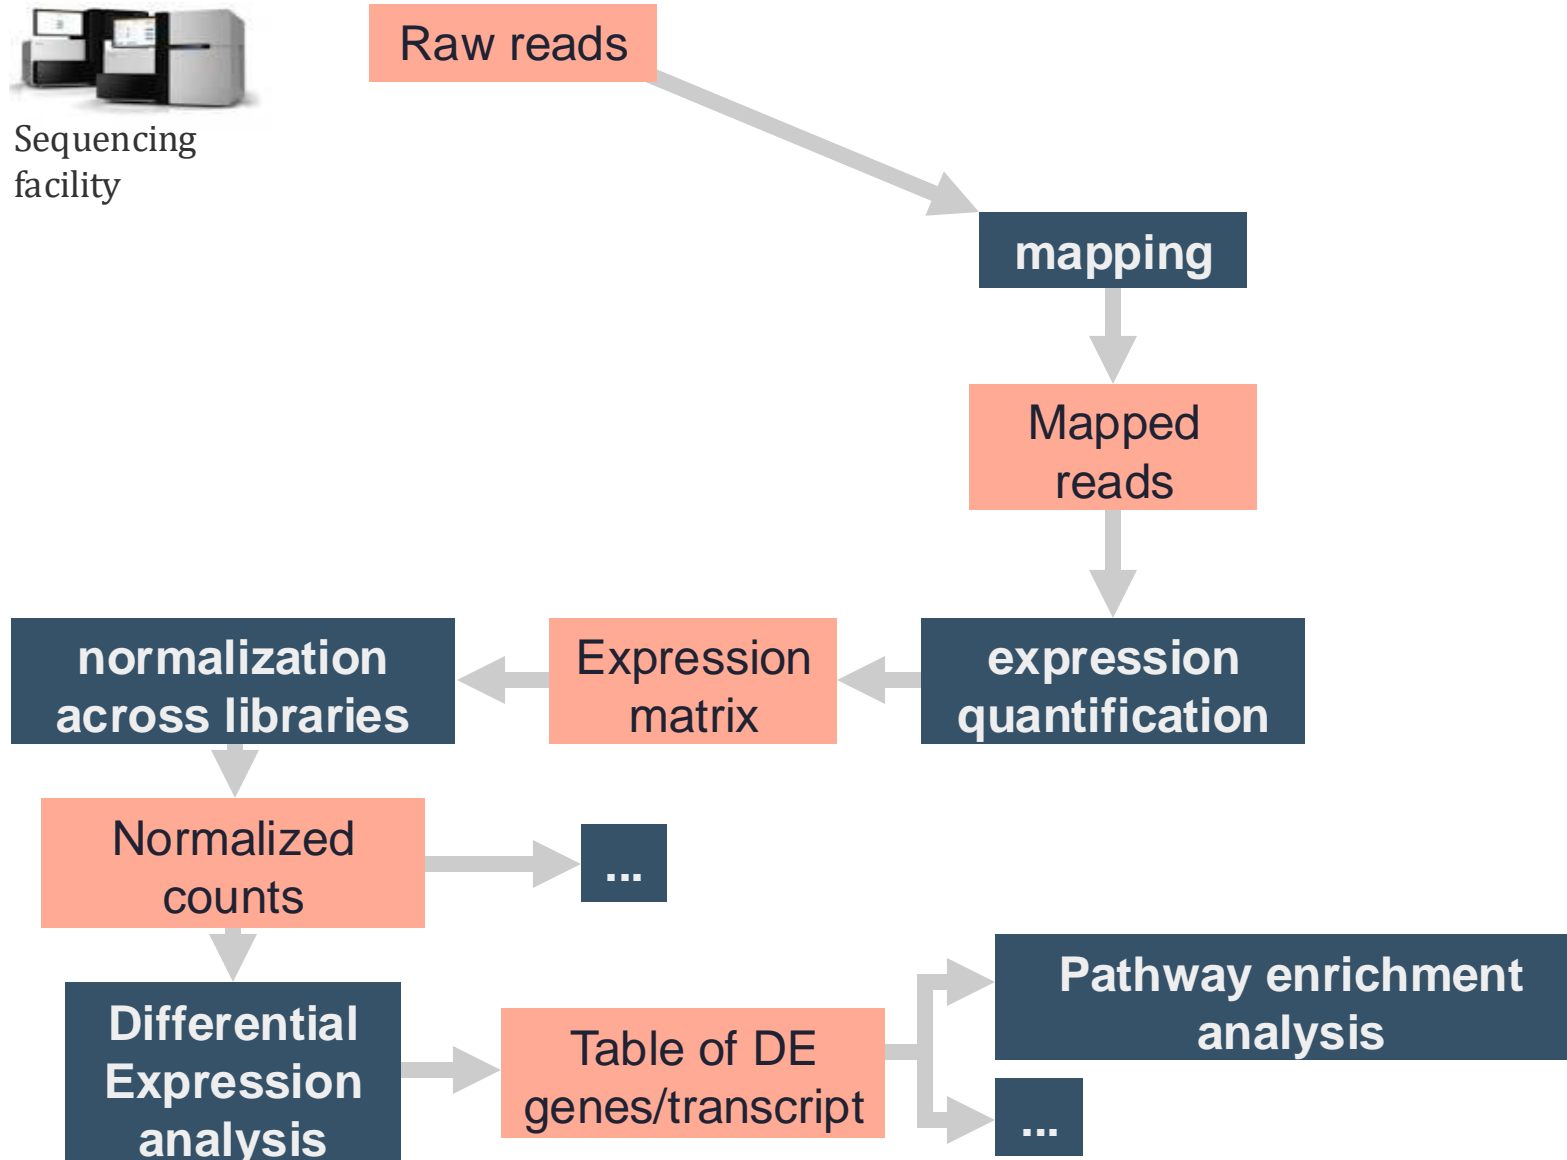 Raw reads
Sequencing
facility
mapping
Mapped
reads
normalization
across libraries
Expression
matrix
expression
quantification
Normalized
counts
...
Differential
Expression
analysis
Table of DE
genes/transcript
Pathway enrichment
analysis
...